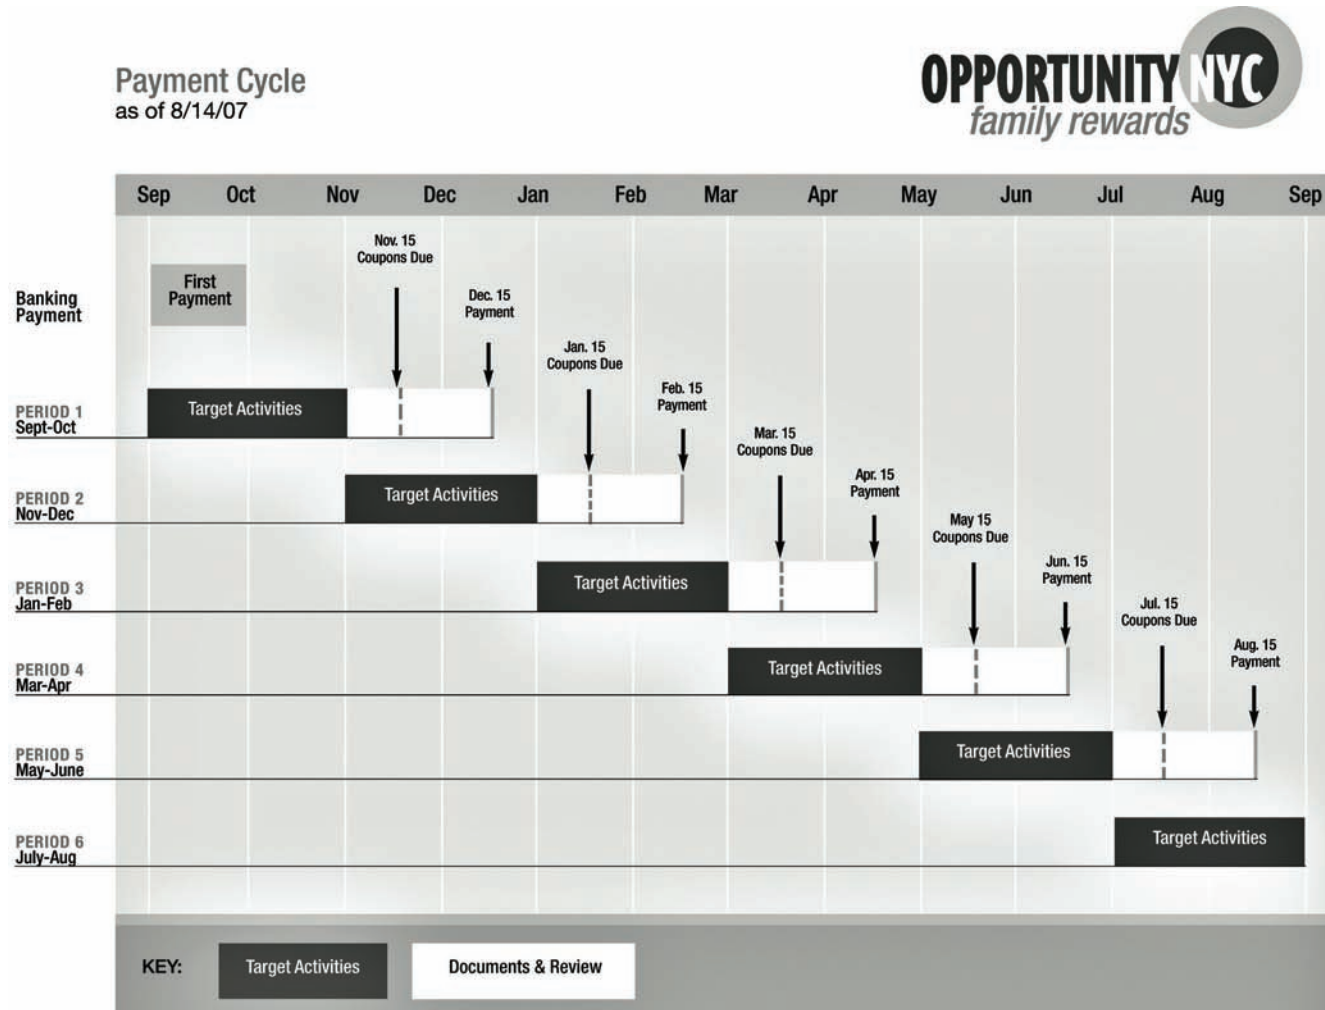 Payment Cycle
as of 8/14/07
OPPORTUNITY NYC
family rewards
Sep Oct Nov Dec Jan Feb Mar Apr May Jun Jul Aug Sep
Banking
Payment
First
Payment
Nov. 15
Coupons Due
Dec. 15
Payment
Jan. 15
Coupons Due
Feb. 15
Payment
Mar. 15
Coupons Due
Apr. 15
Payment
May 15
Coupons Due
Jun. 15
Payment
Jul. 15
Coupons Due
Aug. 15
Payment
PERIOD 1
Sept-Oct
Target Activities
PERIOD 2
Nov-Dec
Target Activities
PERIOD 3
Jan-Feb
Target Activities
PERIOD 4
Mar-Apr
Target Activities
PERIOD 5
May-June
Target Activities
PERIOD 6
July-Aug
Target Activities
KEY: Target Activities Documents & Review